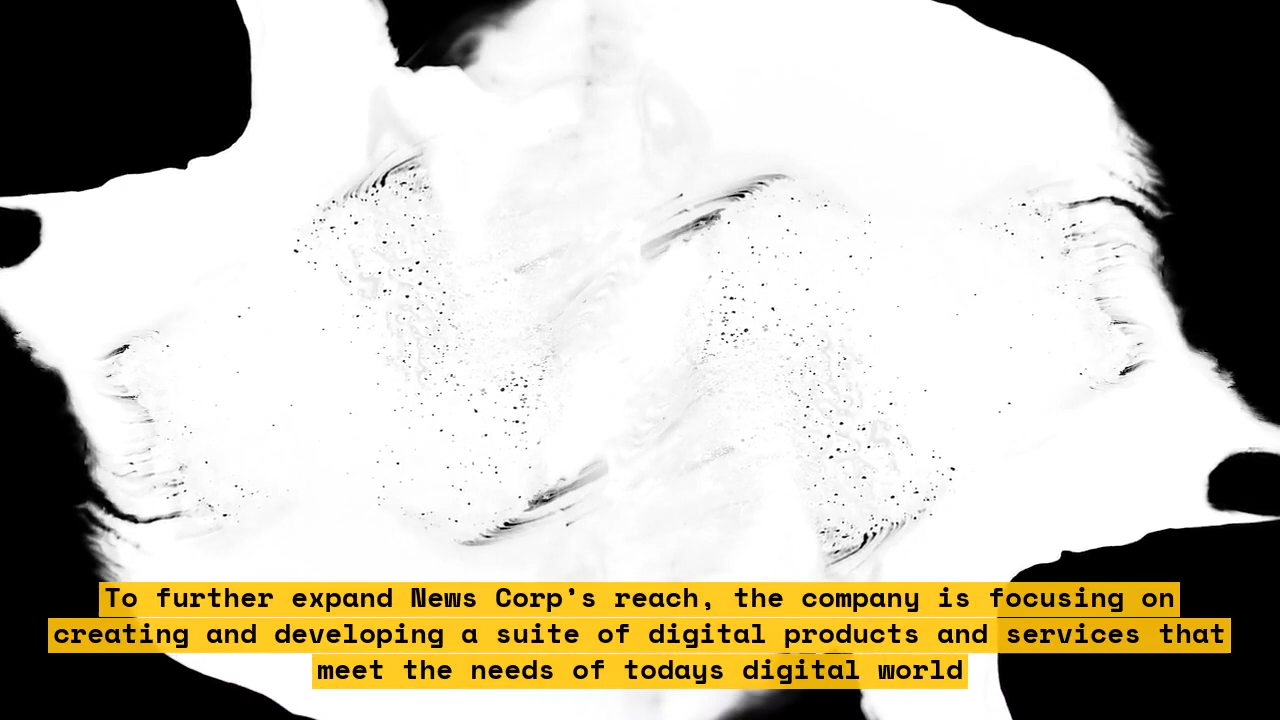 To further expand News Corp's reach, the company is focusing on
creating and developing a suite of digital products and services that
meet the needs of todays digital world